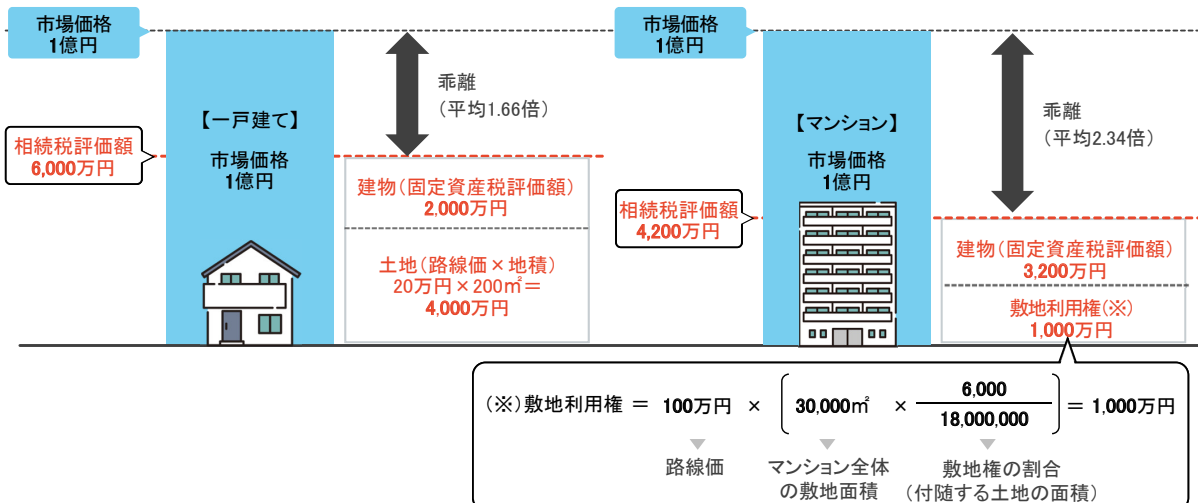 市場価格
1億円
乖離
（平均1.66倍）
【一戸建て】
市場価格
1億円
相続税評価額
6,000万円
建物（固定資産税評価額）
2,000万円
土地（路線価×地積）
20万円×200㎡＝
4,000万円
市場価格
1億円
乖離
（平均2.34倍）
【マンション】
市場価格
1億円
相続税評価額
4,200万円
建物（固定資産税評価額）
3,200万円
敷地利用権（※）
1,000万円
（※）敷地利用権 ＝ 100万円 × [30,000㎡ × 6,000
18,000,000] ＝ 1,000万円
路線価
マンション全体
の敷地面積
敷地権の割合
（付随する土地の面積）